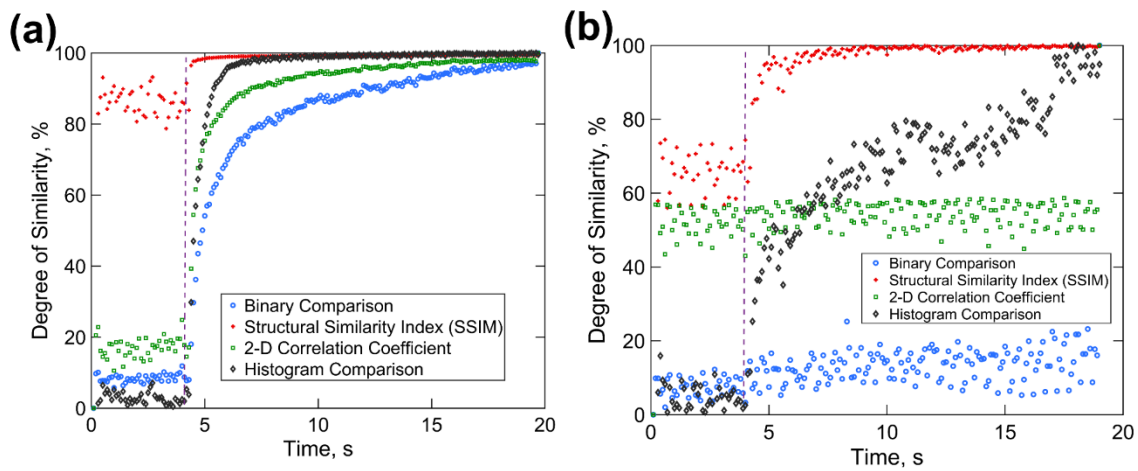 (a)
Degree of Similarity, %
100
80
60
40
20
0
Binary Comparison
Structural Similarity Index (SSIM)
2-D Correlation Coefficient
Histogram Comparison
0 5 10 15 20
Time, s
(b)
Degree of Similarity, %
100
80
60
40
20
0
Binary Comparison
Structural Similarity Index (SSIM)
2-D Correlation Coefficient
Histogram Comparison
0 5 10 15 20
Time, s